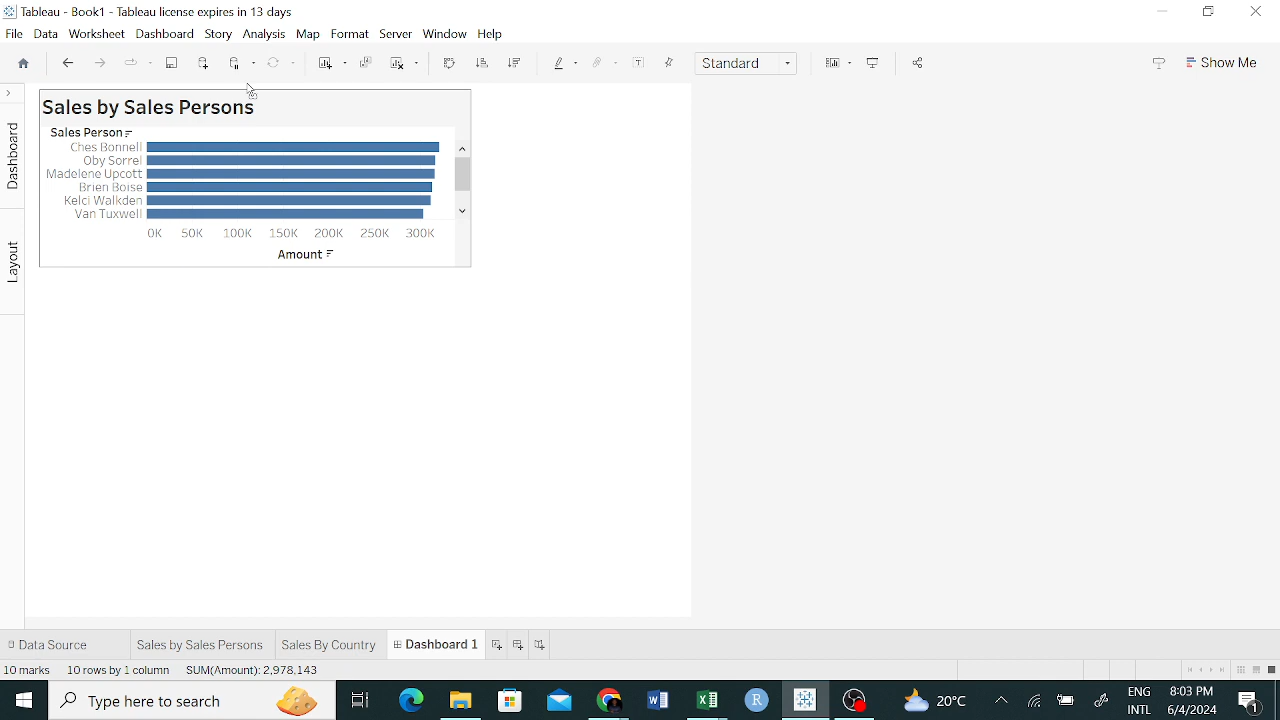 Tableau - Book1 - Tableau license expires in 13 days
File Data Worksheet Dashboard Story Analysis Map Format Server Window Help
Standard
Show Me
Dashboard
Layout
Sales by Sales Persons
Sales Person
Ches Bonnell
Oby Sorrel
Madelene Upcott
Brien Boise
Kelci Walkden
Van Tuxwell
0K 50K 100K 150K 200K 250K 300K
Amount
Data Source Sales by Sales Persons Sales By Country Dashboard 1
10 marks 10 rows by 1 column SUM(Amount): 2,978,143
Type here to search
20°C
ENG
INTL
8:03 PM
6/4/2024
1